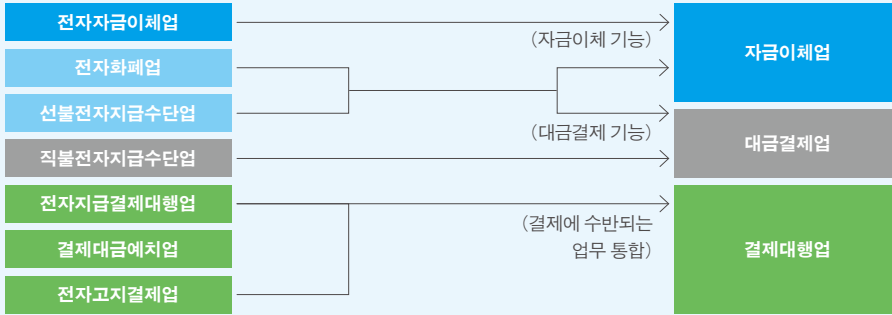 전자자금이체업
전자화폐업
선불전자지급수단업
직불전자지급수단업
전자지급결제대행업
결제대금예치업
전자고지결제업
(자금이체 기능)
(대금결제 기능)
(결제에 수반되는
업무 통합)
자금이체업
대금결제업
결제대행업